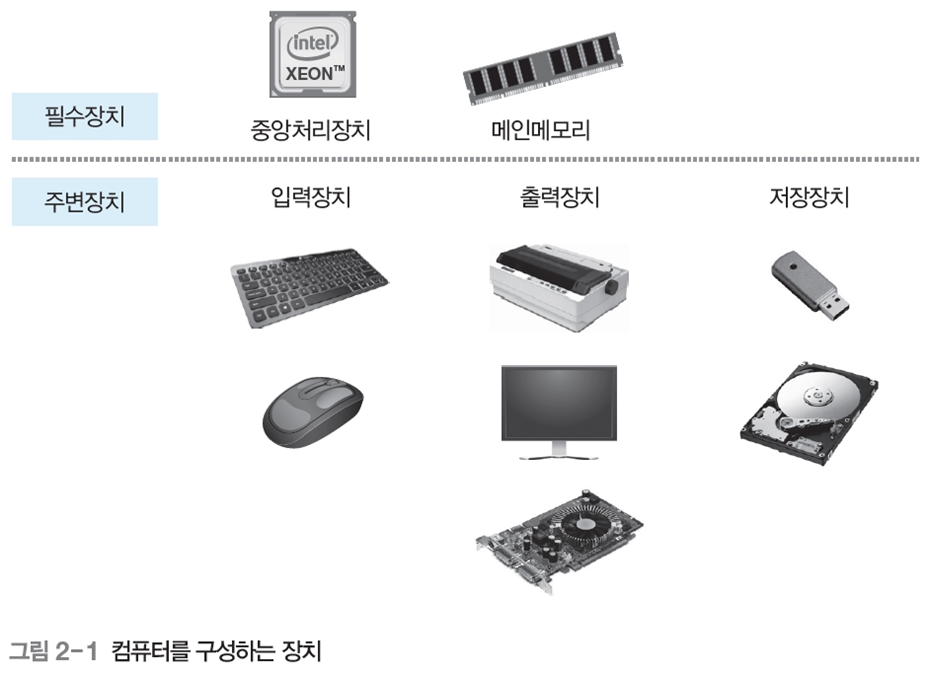 intel
XEON™
필수장치
중앙처리장치
메인메모리
주변장치
입력장치
출력장치
저장장치
그림 2-1 컴퓨터를 구성하는 장치